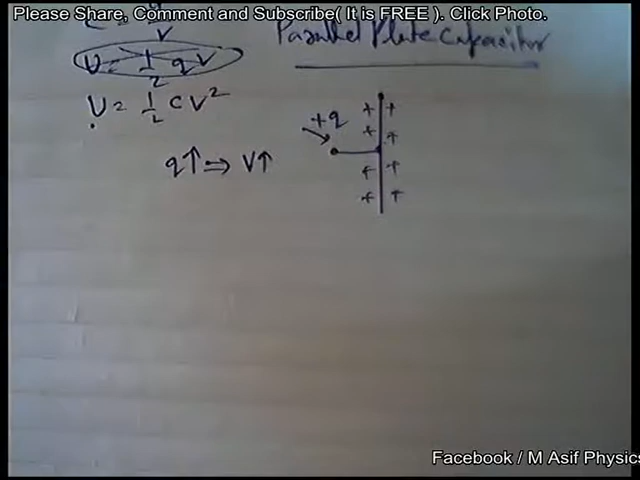 Please Share, Comment and Subscribe( It is FREE ). Click Photo.
V
Parallel Plate Capacitor
U = 1/2 qV
U = 1/2 CV²
+q
q↑ ⇒ V↑
+ +
+ +
+ +
+ +
Facebook / M Asif Physics